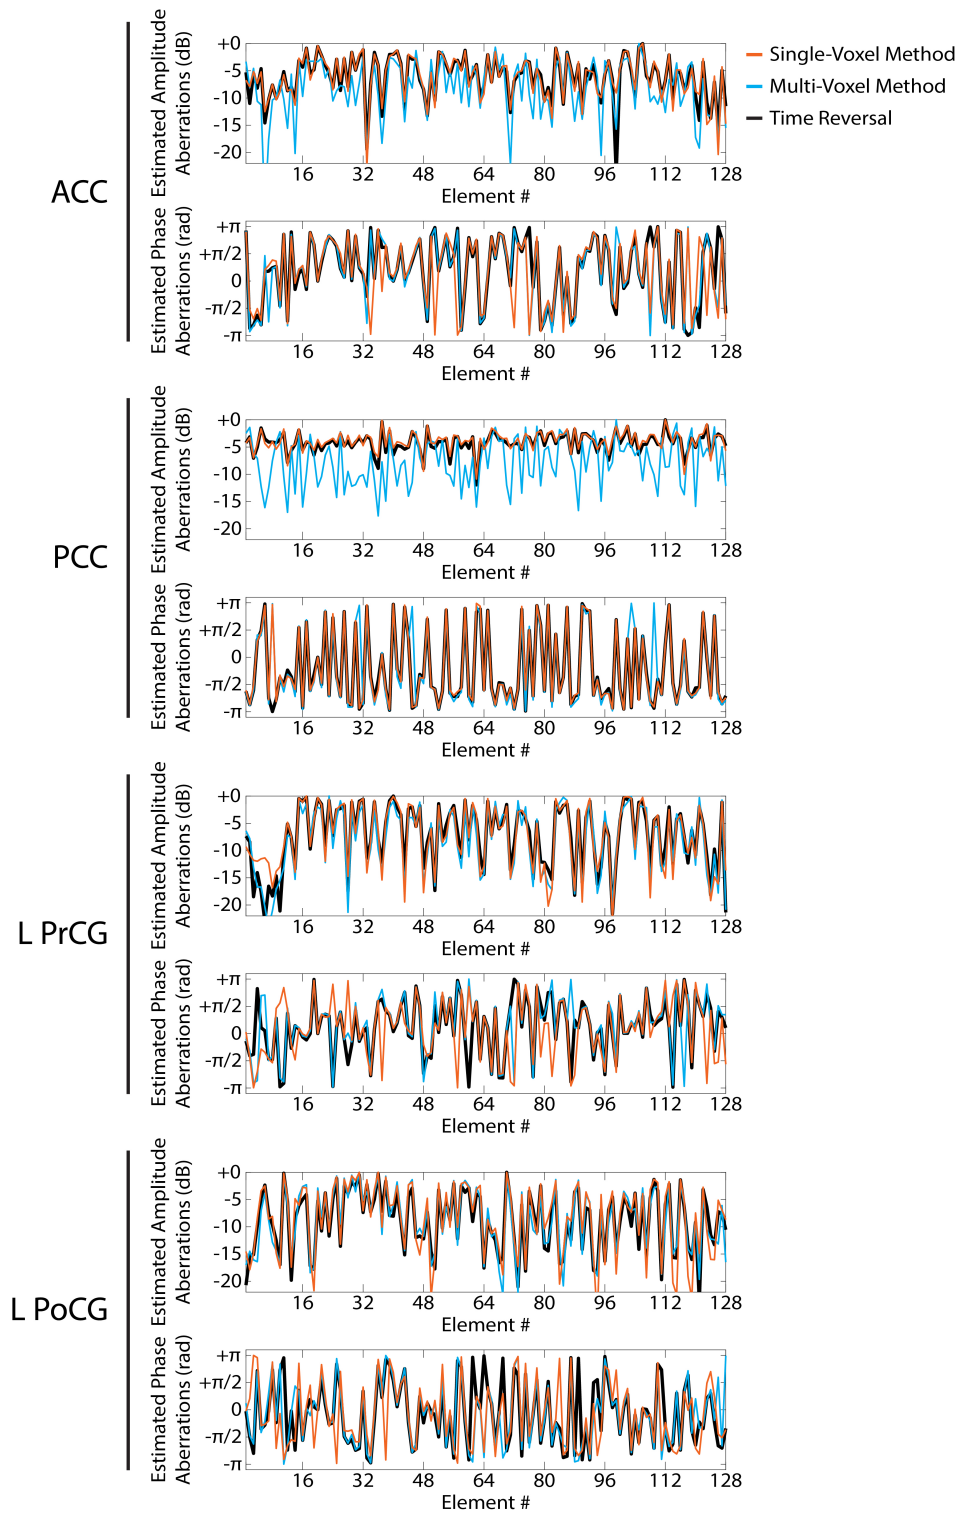 Single-Voxel Method
Multi-Voxel Method
Time Reversal
ACC
Estimated Amplitude
Aberrations (dB)
+0
-5
-10
-15
-20
16 32 48 64 80 96 112 128
Element #
Estimated Phase
Aberrations (rad)
+π
+π/2
0
-π/2
-π
16 32 48 64 80 96 112 128
Element #
PCC
Estimated Amplitude
Aberrations (dB)
+0
-5
-10
-15
-20
16 32 48 64 80 96 112 128
Element #
Estimated Phase
Aberrations (rad)
+π
+π/2
0
-π/2
-π
16 32 48 64 80 96 112 128
Element #
L PrCG
Estimated Amplitude
Aberrations (dB)
+0
-5
-10
-15
-20
16 32 48 64 80 96 112 128
Element #
Estimated Phase
Aberrations (rad)
+π
+π/2
0
-π/2
-π
16 32 48 64 80 96 112 128
Element #
L PoCG
Estimated Amplitude
Aberrations (dB)
+0
-5
-10
-15
-20
16 32 48 64 80 96 112 128
Element #
Estimated Phase
Aberrations (rad)
+π
+π/2
0
-π/2
-π
16 32 48 64 80 96 112 128
Element #